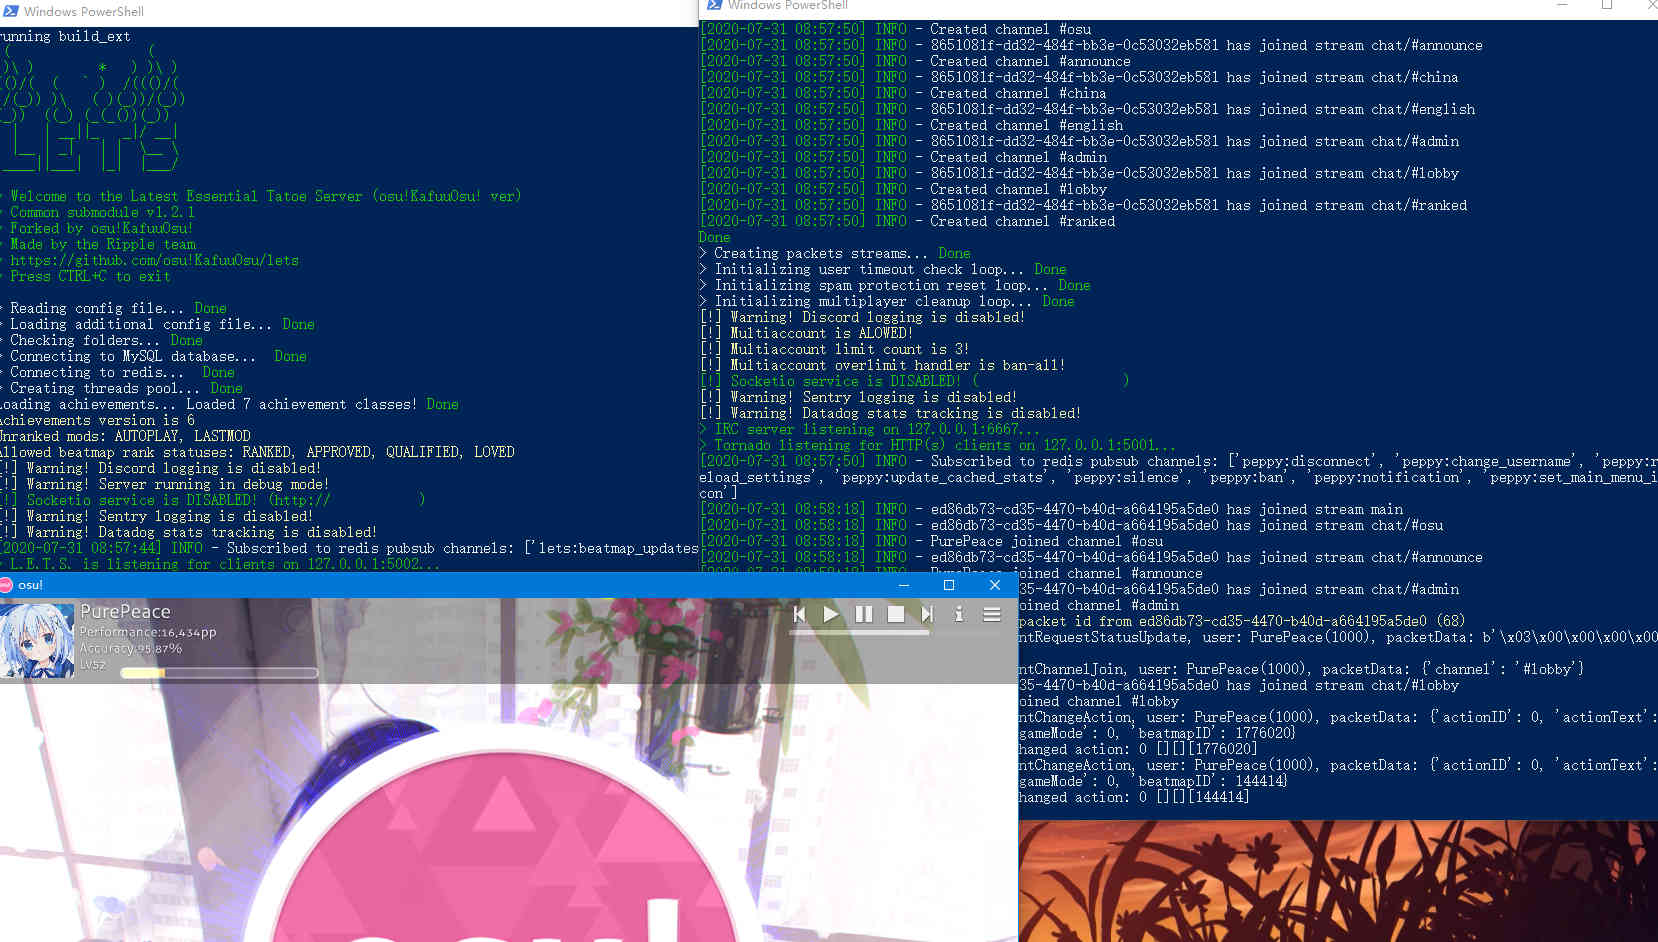 Windows PowerShell
running build_ext
> Welcome to the Latest Essential Tatoe Server (osu!KafuuOsu! ver)
> Common submodule v1.2.1
> Forked by osu!KafuuOsu!
> Made by the Ripple team
> https://github.com/osu!KafuuOsu/lets
> Press CTRL+C to exit
> Reading config file... Done
> Loading additional config file... Done
> Checking folders... Done
> Connecting to MySQL database... Done
> Connecting to redis... Done
> Creating threads pool... Done
Loading achievements... Loaded 7 achievement classes! Done
Achievements version is 6
Unranked mods: AUTOPLAY, LASTMOD
Allowed beatmap rank statuses: RANKED, APPROVED, QUALIFIED, LOVED
[!] Warning! Discord logging is disabled!
[!] Warning! Server running in debug mode!
[!] Socketio service is DISABLED! (http://                )
[!] Warning! Sentry logging is disabled!
[!] Warning! Datadog stats tracking is disabled!
[2020-07-31 08:57:44] INFO - Subscribed to redis pubsub channels: ['lets:beatmap_updates
> L.E.T.S. is listening for clients on 127.0.0.1:5002...
Windows PowerShell
[2020-07-31 08:57:50] INFO - Created channel #osu
[2020-07-31 08:57:50] INFO - 8651081f-dd32-484f-bb3e-0c53032eb581 has joined stream chat/#announce
[2020-07-31 08:57:50] INFO - Created channel #announce
[2020-07-31 08:57:50] INFO - 8651081f-dd32-484f-bb3e-0c53032eb581 has joined stream chat/#china
[2020-07-31 08:57:50] INFO - Created channel #china
[2020-07-31 08:57:50] INFO - 8651081f-dd32-484f-bb3e-0c53032eb581 has joined stream chat/#english
[2020-07-31 08:57:50] INFO - Created channel #english
[2020-07-31 08:57:50] INFO - 8651081f-dd32-484f-bb3e-0c53032eb581 has joined stream chat/#admin
[2020-07-31 08:57:50] INFO - Created channel #admin
[2020-07-31 08:57:50] INFO - 8651081f-dd32-484f-bb3e-0c53032eb581 has joined stream chat/#lobby
[2020-07-31 08:57:50] INFO - Created channel #lobby
[2020-07-31 08:57:50] INFO - 8651081f-dd32-484f-bb3e-0c53032eb581 has joined stream chat/#ranked
[2020-07-31 08:57:50] INFO - Created channel #ranked
Done
> Creating packets streams... Done
> Initializing user timeout check loop... Done
> Initializing spam protection reset loop... Done
> Initializing multiplayer cleanup loop... Done
[!] Warning! Discord logging is disabled!
[!] Multiaccount is ALOWED!
[!] Multiaccount limit count is 3!
[!] Multiaccount overlimit handler is ban-all!
[!] Socketio service is DISABLED! (                )
[!] Warning! Sentry logging is disabled!
[!] Warning! Datadog stats tracking is disabled!
> IRC server listening on 127.0.0.1:6667...
> Tornado listening for HTTP(s) clients on 127.0.0.1:5001...
[2020-07-31 08:57:50] INFO - Subscribed to redis pubsub channels: ['peppy:disconnect', 'peppy:change_username', 'peppy:r
eload_settings', 'peppy:update_cached_stats', 'peppy:silence', 'peppy:ban', 'peppy:notification', 'peppy:set_main_menu_i
con']
[2020-07-31 08:58:18] INFO - ed86db73-cd35-4470-b40d-a664195a5de0 has joined stream main
[2020-07-31 08:58:18] INFO - ed86db73-cd35-4470-b40d-a664195a5de0 has joined stream chat/#osu
[2020-07-31 08:58:18] INFO - PurePeace joined channel #osu
[2020-07-31 08:58:18] INFO - ed86db73-cd35-4470-b40d-a664195a5de0 has joined stream chat/#announce
[2020-07-31 08:58:18] INFO - PurePeace joined channel #announce
35-4470-b40d-a664195a5de0 has joined stream chat/#admin
oined channel #admin
packet id from ed86db73-cd35-4470-b40d-a664195a5de0 (68)
ntRequestStatusUpdate, user: PurePeace(1000), packetData: b'\x03\x00\x00\x00\x00
ntChannelJoin, user: PurePeace(1000), packetData: {'channel': '#lobby'}
35-4470-b40d-a664195a5de0 has joined stream chat/#lobby
oined channel #lobby
ntChangeAction, user: PurePeace(1000), packetData: {'actionID': 0, 'actionText':
gameMode': 0, 'beatmapID': 1776020}
hanged action: 0 [][][1776020]
ntChangeAction, user: PurePeace(1000), packetData: {'actionID': 0, 'actionText':
gameMode': 0, 'beatmapID': 144414}
hanged action: 0 [][][144414]
osu!
PurePeace
Performance:16,434pp
Accuracy:95.87%
Lv52